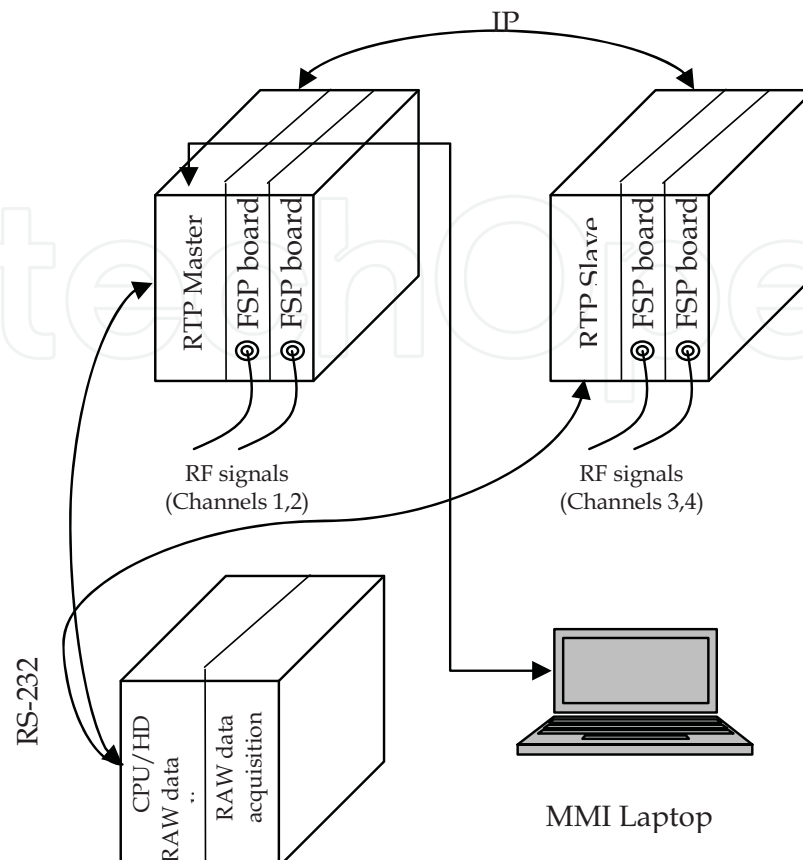 IP
RTP Master
FSP board
FSP board
RTP Slave
FSP board
FSP board
RF signals
(Channels 1,2)
RF signals
(Channels 3,4)
RS-232
CPU/HD
RAW data
RAW data
acquisition
MMI Laptop